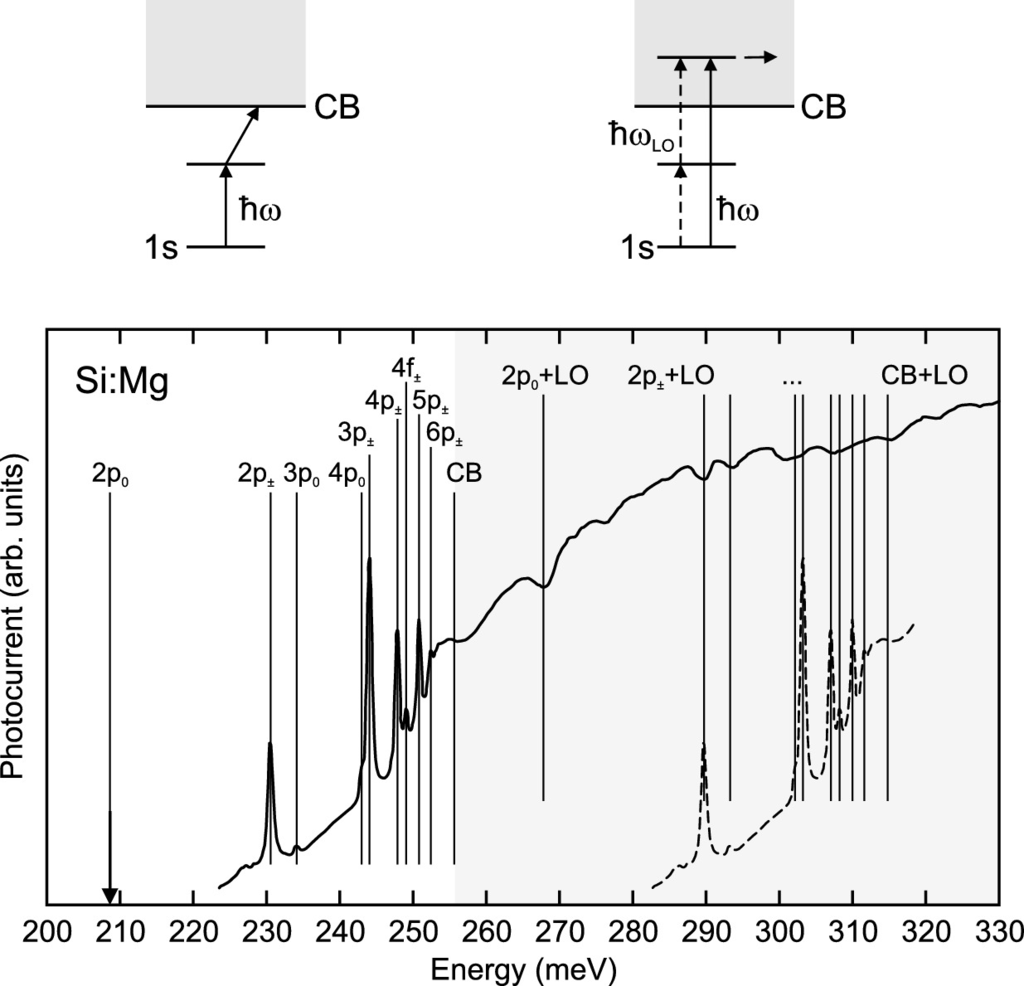 CB CB
ħω_LO
ħω ħω
1s 1s
4f±
Si:Mg 2p₀+LO 2p±+LO ... CB+LO
4p± 5p±
3p± 6p±
2p₀ 2p± 3p₀ 4p₀ CB
Photocurrent (arb. units)
200 210 220 230 240 250 260 270 280 290 300 310 320 330
Energy (meV)